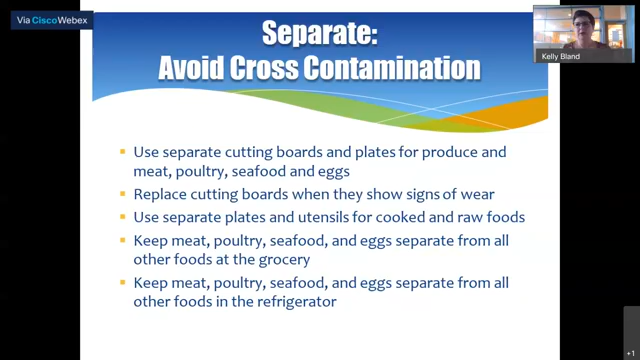 Via Cisco Webex
Separate:
Avoid Cross Contamination
Kelly Bland
Use separate cutting boards and plates for produce and
meat, poultry, seafood and eggs
Replace cutting boards when they show signs of wear
Use separate plates and utensils for cooked and raw foods
Keep meat, poultry, seafood, and eggs separate from all
other foods at the grocery
Keep meat, poultry, seafood, and eggs separate from all
other foods in the refrigerator
+1